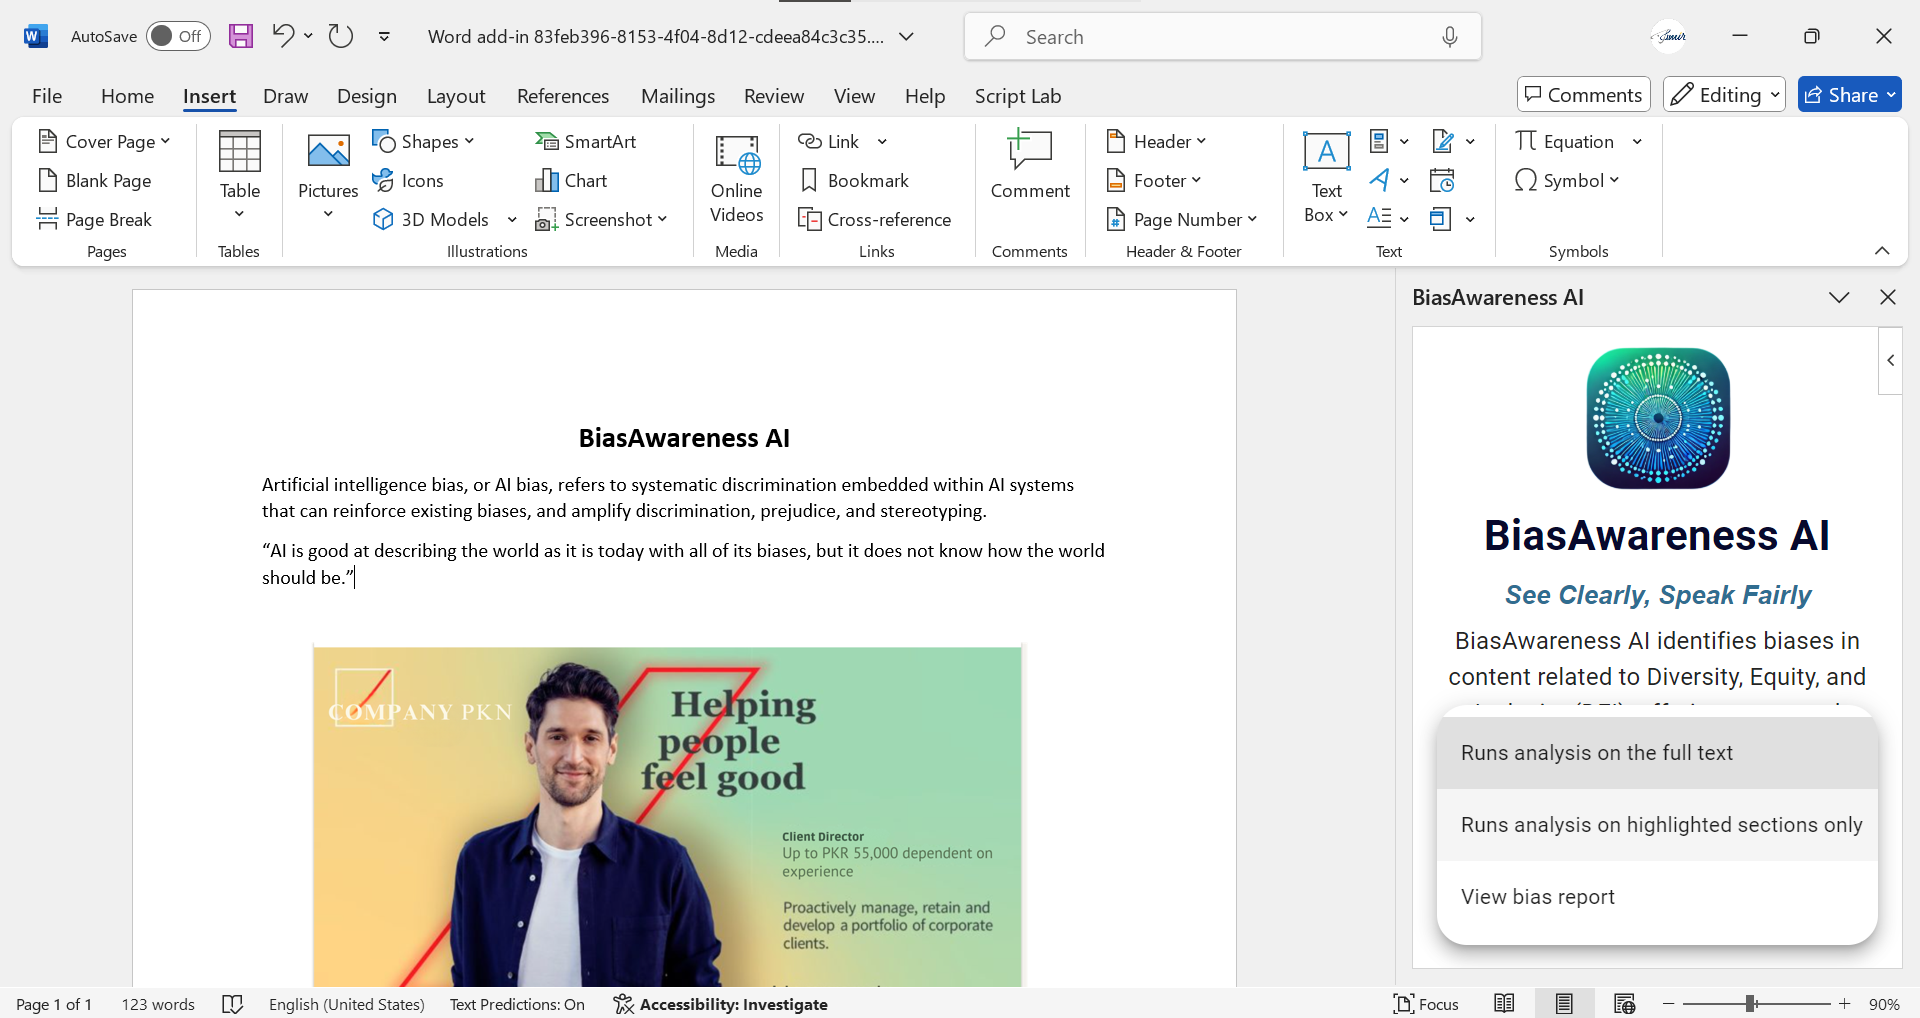 AutoSave Off Word add-in 83feb396-8153-4f04-8d12-cdeea84c3c35.... Search
File Home Insert Draw Design Layout References Mailings Review View Help Script Lab Comments Editing Share
Cover Page
Blank Page
Page Break
Pages
Table
Tables
Pictures
Shapes
Icons
3D Models
SmartArt
Chart
Screenshot
Illustrations
Online
Videos
Media
Link
Bookmark
Cross-reference
Links
Comment
Comments
Header
Footer
Page Number
Header & Footer
Text
Box
Text
Equation
Symbol
Symbols
BiasAwareness AI
Artificial intelligence bias, or AI bias, refers to systematic discrimination embedded within AI systems
that can reinforce existing biases, and amplify discrimination, prejudice, and stereotyping.
“AI is good at describing the world as it is today with all of its biases, but it does not know how the world
should be.”
COMPANY PKN
Helping
people
feel good
Client Director
Up to PKR 55,000 dependent on
experience
Proactively manage, retain and
develop a portfolio of corporate
clients.
BiasAwareness AI
BiasAwareness AI
See Clearly, Speak Fairly
BiasAwareness AI identifies biases in
content related to Diversity, Equity, and
Runs analysis on the full text
Runs analysis on highlighted sections only
View bias report
Page 1 of 1 123 words English (United States) Text Predictions: On Accessibility: Investigate Focus 90%